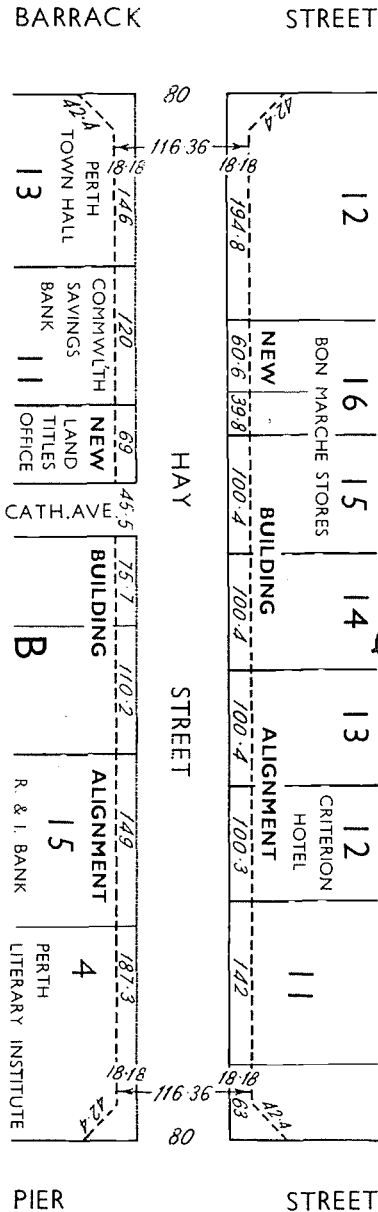 BARRACK STREET
80
42·4
42·4
116·36
18·18
18·18
PERTH
TOWN HALL
13
146
COMMWL'TH
SAVINGS
BANK
11
120
NEW
LAND
TITLES
OFFICE
69
CATH.AVE.
45·5
BUILDING
75·7
B
110·2
ALIGNMENT
15
R. & I. BANK
149
PERTH
LITERARY INSTITUTE
4
187·3
HAY
STREET
12
194·8
NEW
16
60·6
39·8
BON MARCHE STORES
15
100·4
BUILDING
14
100·4
13
100·4
ALIGNMENT
CRITERION
HOTEL
12
100·3
11
142
18·18
18·18
116·36
63
42·4
42·4
80
PIER STREET